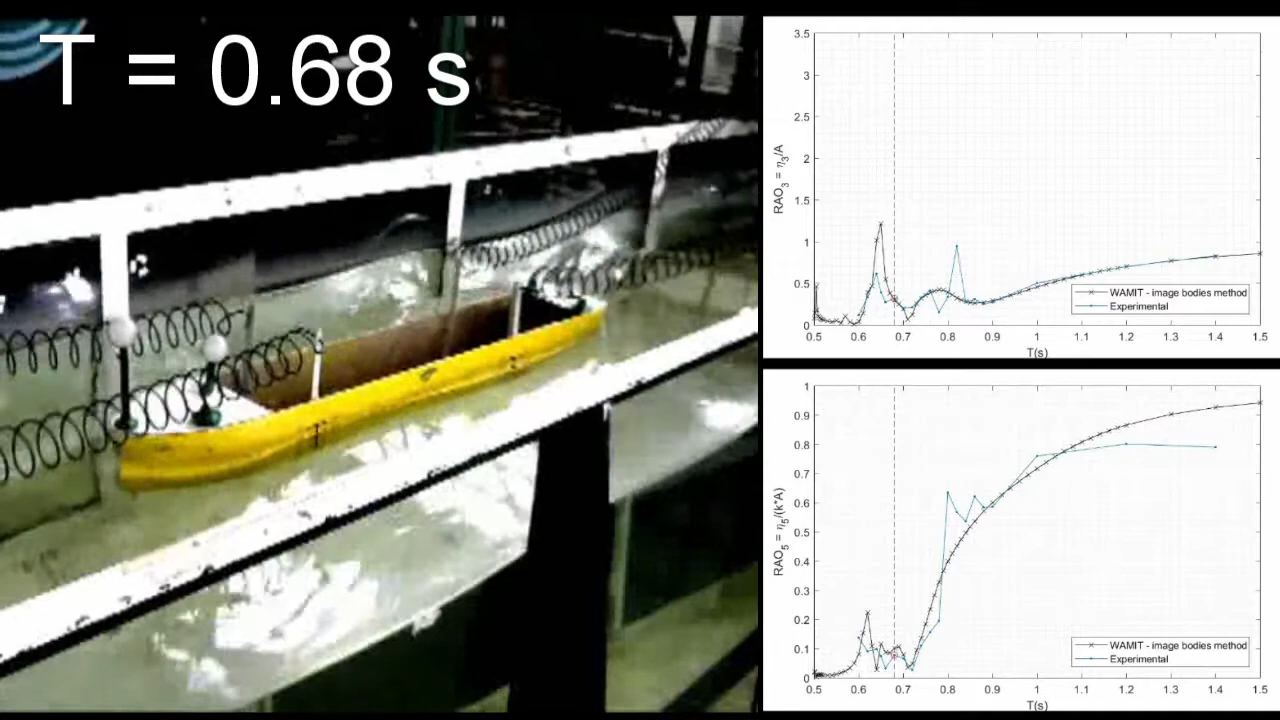 T = 0.68 s
3.5
3
2.5
2
1.5
1
0.5
0
RAO3 = η3/A
0.5 0.6 0.7 0.8 0.9 1 1.1 1.2 1.3 1.4 1.5
T(s)
WAMIT - image bodies method
Experimental
1
0.9
0.8
0.7
0.6
0.5
0.4
0.3
0.2
0.1
0
RAO5 = η5/(k*A)
0.5 0.6 0.7 0.8 0.9 1 1.1 1.2 1.3 1.4 1.5
T(s)
WAMIT - image bodies method
Experimental